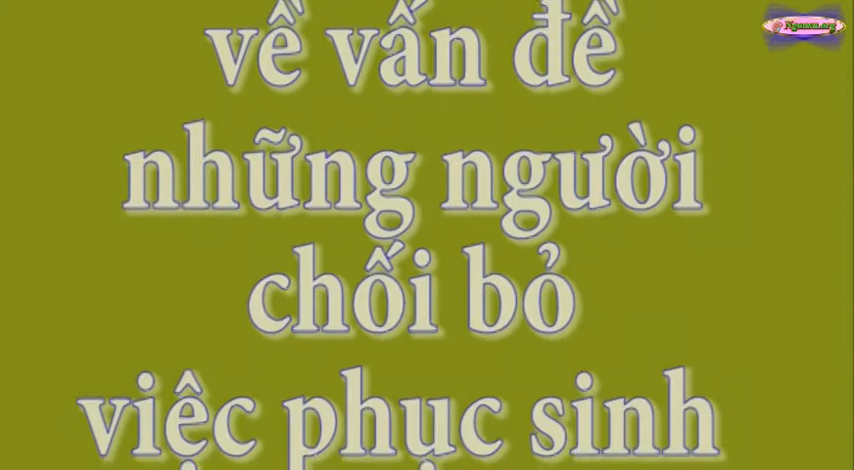 về vấn đề
những người
chối bỏ
việc phục sinh